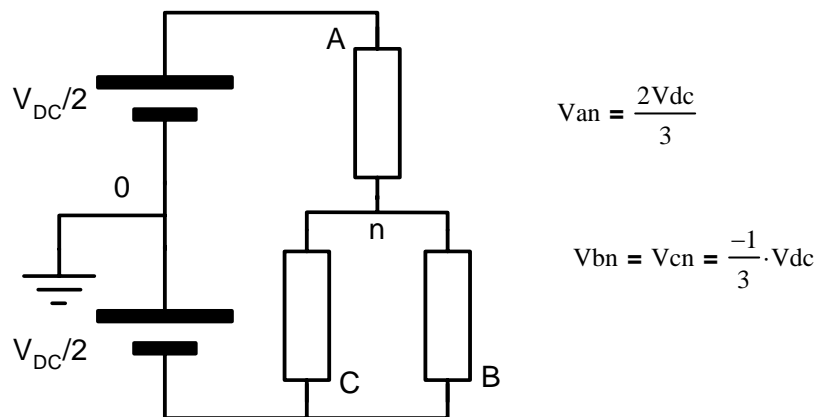 A
V_DC/2
Van = 2Vdc/3
0
n
Vbn = Vcn = -1/3·Vdc
V_DC/2
C
B